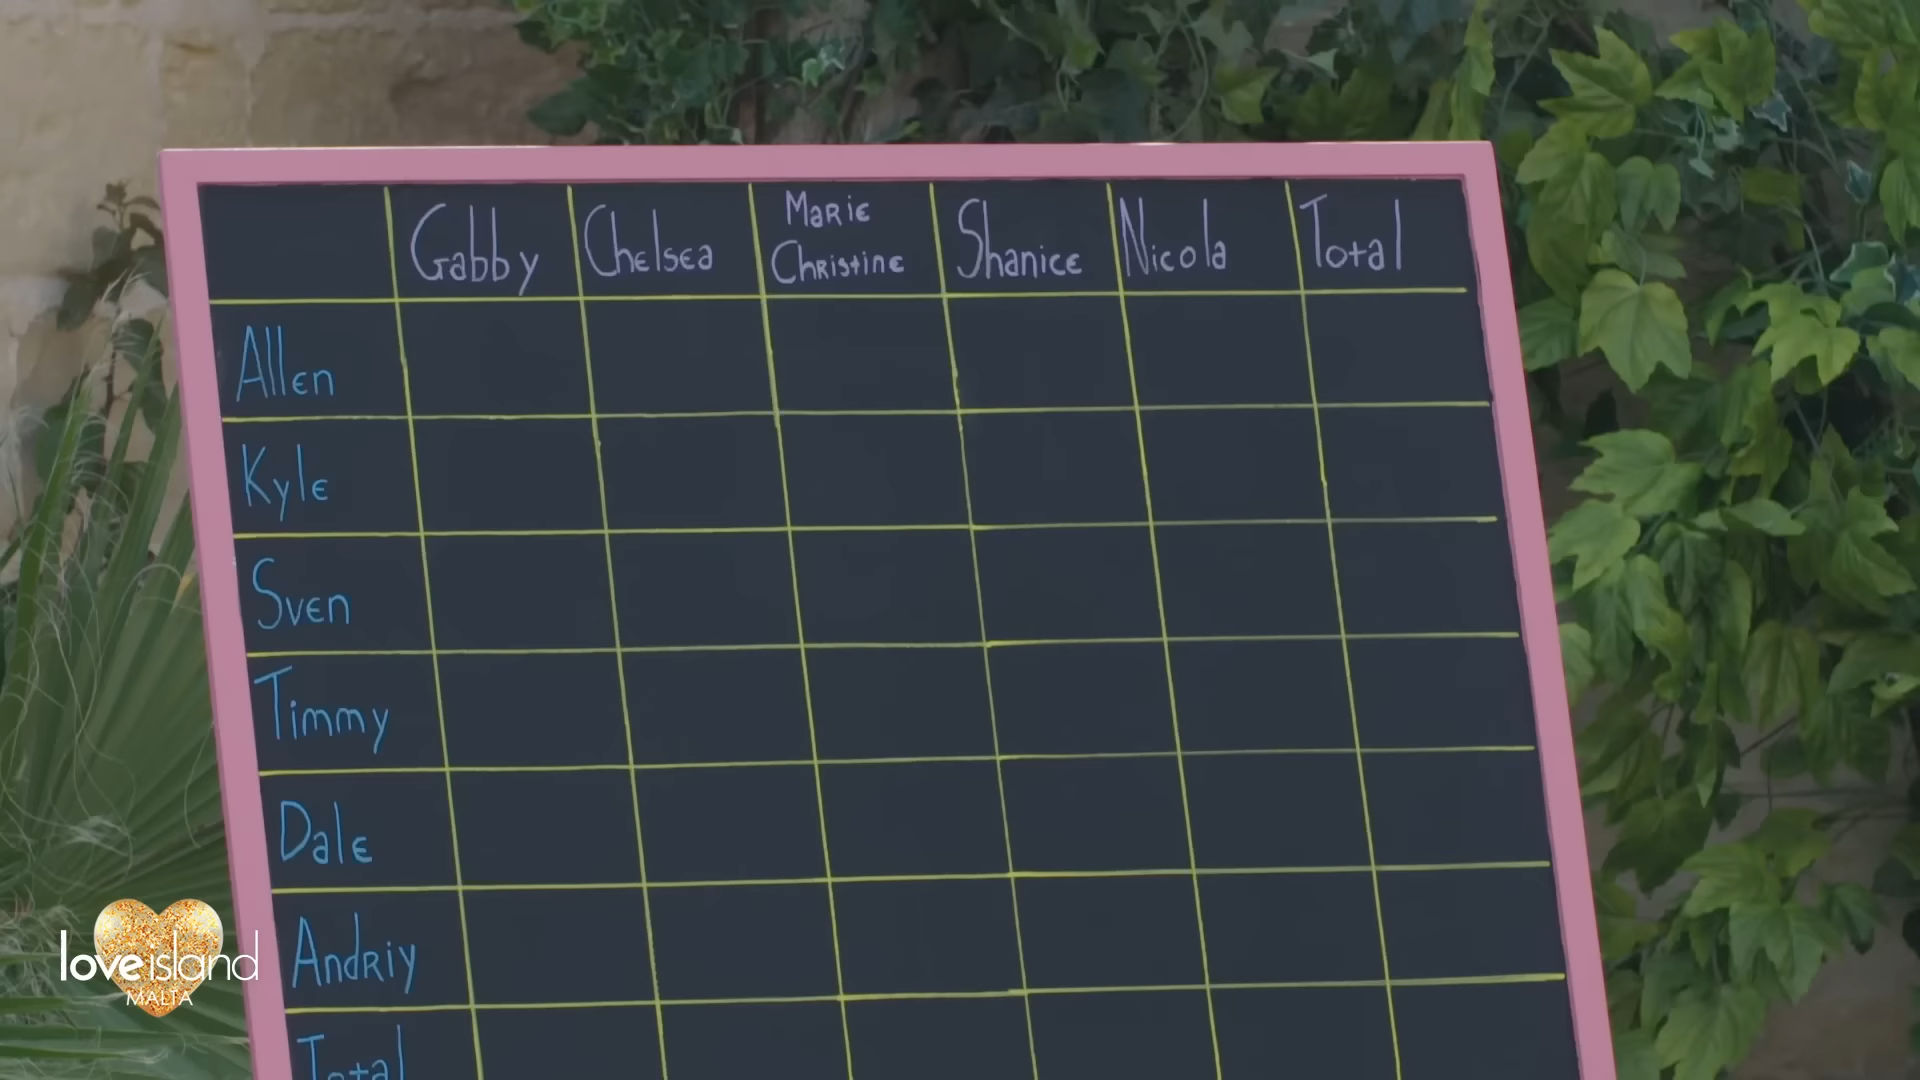 Gabby Chelsea Marie Christine Shanice Nicola Total
Allen
Kyle
Sven
Timmy
Dale
Andriy
Total
love island
MALTA